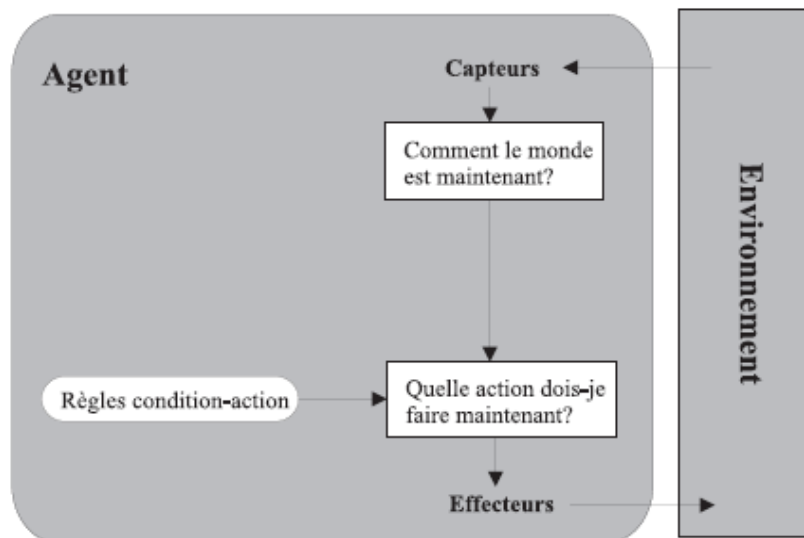 Agent
Capteurs
Comment le monde
est maintenant?
Environnement
Règles condition-action
Quelle action dois-je
faire maintenant?
Effecteurs